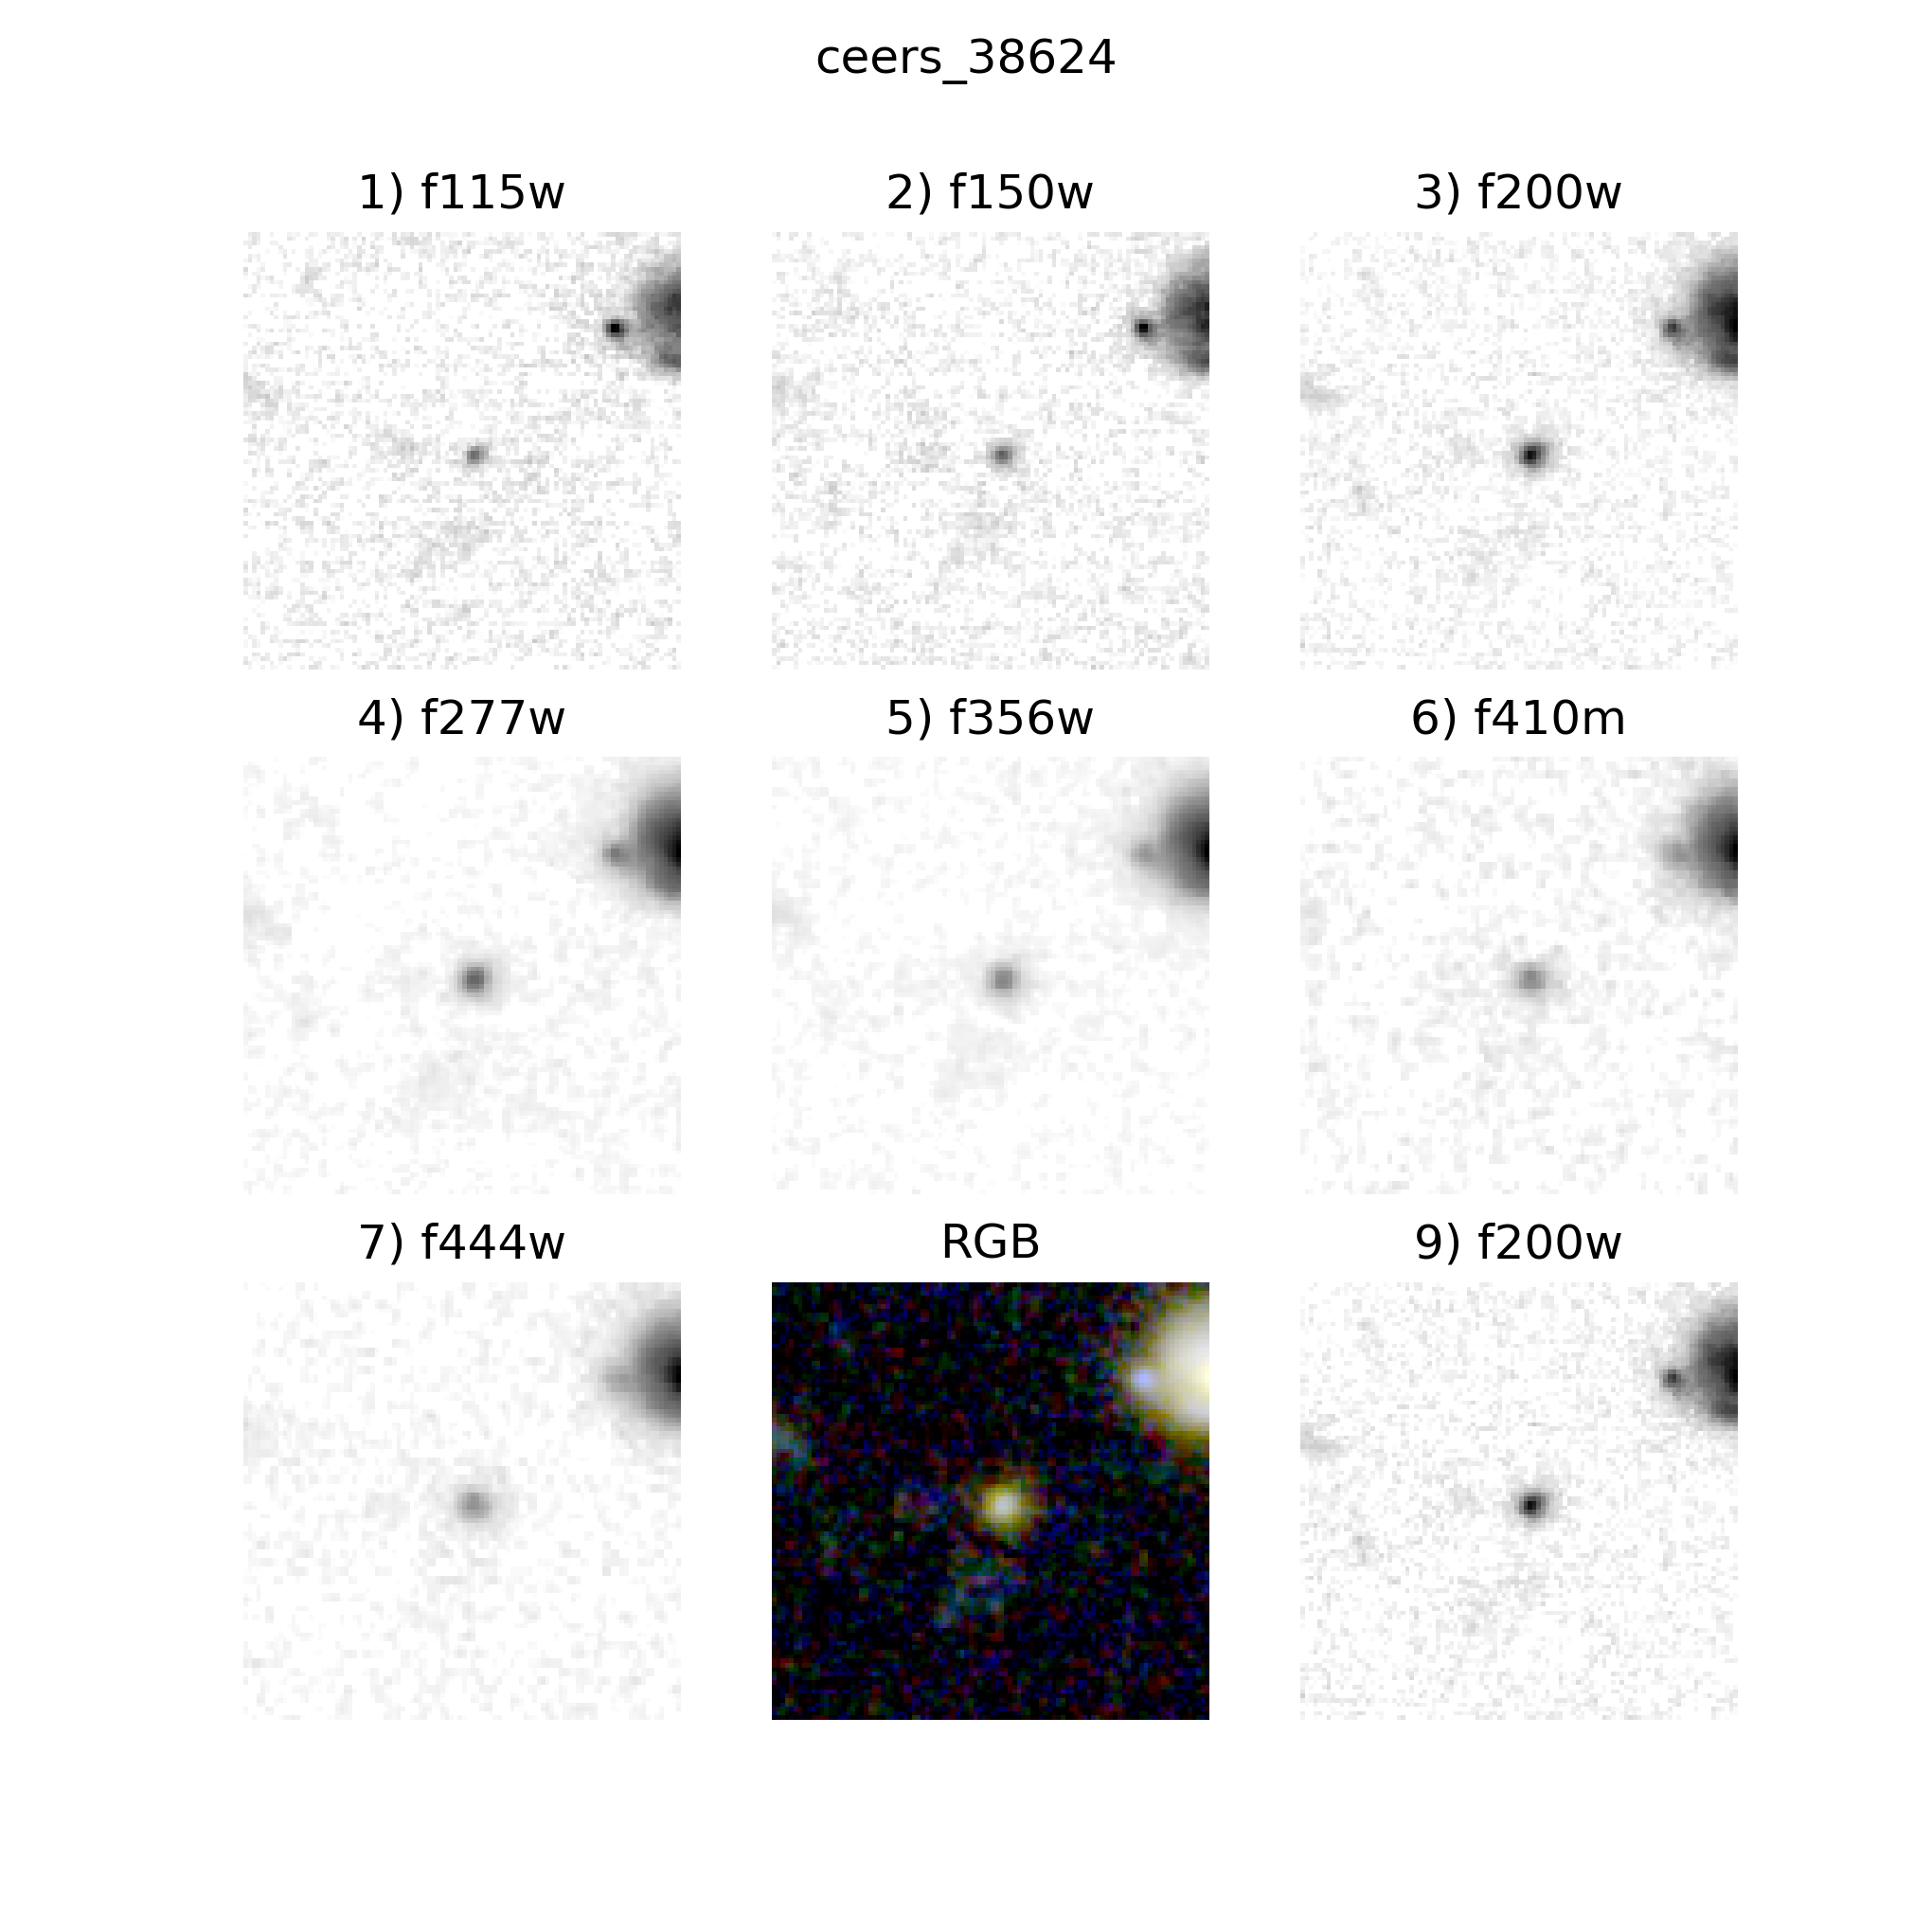 ceers_38624
1) f115w
2) f150w
3) f200w
4) f277w
5) f356w
6) f410m
7) f444w
RGB
9) f200w